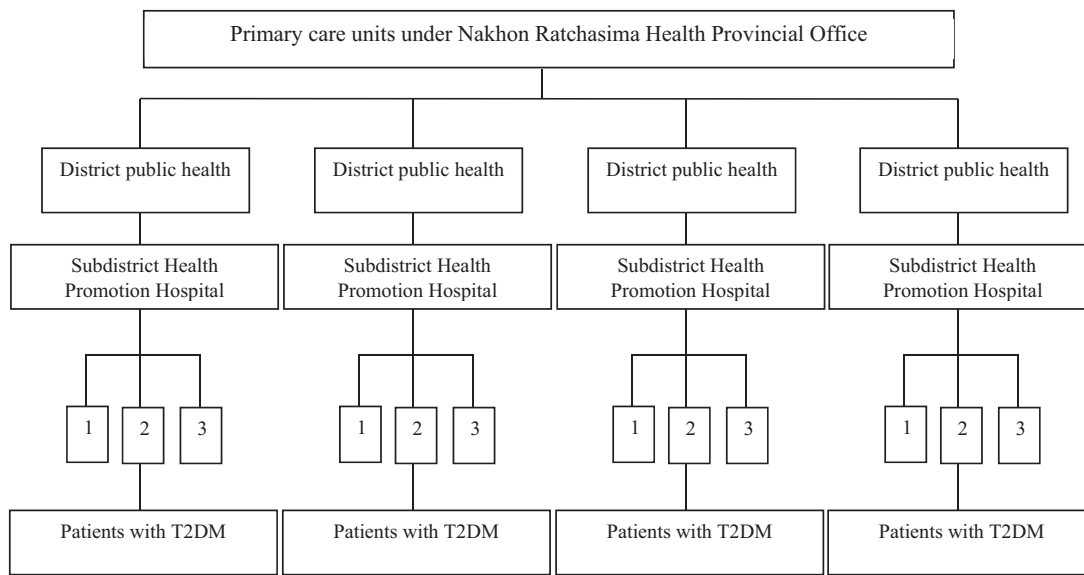 Primary care units under Nakhon Ratchasima Health Provincial Office
District public health
District public health
District public health
District public health
Subdistrict Health
Promotion Hospital
Subdistrict Health
Promotion Hospital
Subdistrict Health
Promotion Hospital
Subdistrict Health
Promotion Hospital
1 2 3
1 2 3
1 2 3
1 2 3
Patients with T2DM
Patients with T2DM
Patients with T2DM
Patients with T2DM